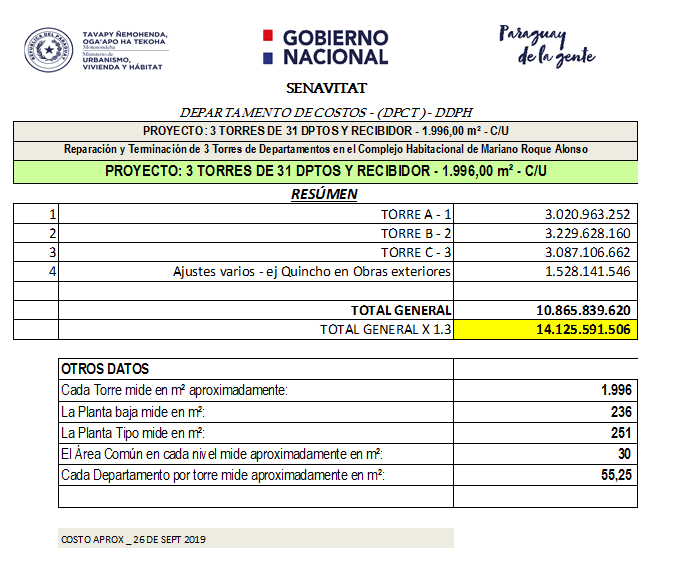 REPÚBLICA DEL PARAGUAY
TAVAPY ÑEMOHENDA,
OGA'APO HA TEKOHA
Motenondeha
Ministerio de
URBANISMO,
VIVIENDA Y HÁBITAT
GOBIERNO
NACIONAL
Paraguay
de la gente
SENAVITAT
DEPARTAMENTO DE COSTOS - (DPCT) - DDPH
PROYECTO: 3 TORRES DE 31 DPTOS Y RECIBIDOR - 1.996,00 m² - C/U
Reparación y Terminación de 3 Torres de Departamentos en el Complejo Habitacional de Mariano Roque Alonso
PROYECTO: 3 TORRES DE 31 DPTOS Y RECIBIDOR - 1.996,00 m² - C/U
RESÚMEN
1 TORRE A - 1 3.020.963.252
2 TORRE B - 2 3.229.628.160
3 TORRE C - 3 3.087.106.662
4 Ajustes varios - ej Quincho en Obras exteriores 1.528.141.546
TOTAL GENERAL 10.865.839.620
TOTAL GENERAL X 1.3 14.125.591.506
OTROS DATOS
Cada Torre mide en m² aproximadamente: 1.996
La Planta baja mide en m²: 236
La Planta Tipo mide en m²: 251
El Área Común en cada nivel mide aproximadamente en m²: 30
Cada Departamento por torre mide aproximadamente en m²: 55,25
COSTO APROX _ 26 DE SEPT 2019